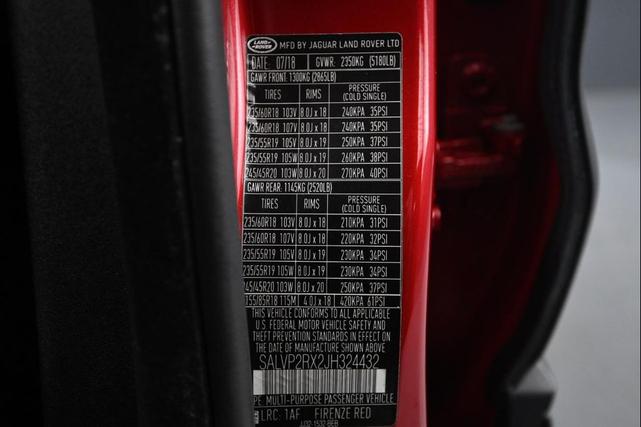 LAND ROVER MFD BY JAGUAR LAND ROVER LTD
DATE: 07/18 GVWR. 2350KG (5180LB)
GAWR FRONT: 1300KG (2865LB)
TIRES RIMS PRESSURE (COLD SINGLE)
235/60R18 103V 8.0J x 18 240KPA 35PSI
235/60R18 107V 8.0J x 18 240KPA 35PSI
235/55R19 105V 8.0J x 19 250KPA 37PSI
235/55R19 105W 8.0J x 19 260KPA 38PSI
245/45R20 103W 8.0J x 20 270KPA 40PSI
GAWR REAR: 1145KG (2520LB)
TIRES RIMS PRESSURE (COLD SINGLE)
235/60R18 103V 8.0J x 18 210KPA 31PSI
235/60R18 107V 8.0J x 18 220KPA 32PSI
235/55R19 105V 8.0J x 19 230KPA 34PSI
235/55R19 105W 8.0J x 19 230KPA 34PSI
245/45R20 103W 8.0J x 20 250KPA 37PSI
155/85R18 115M 4.0J x 18 420KPA 61PSI
THIS VEHICLE CONFORMS TO ALL APPLICABLE
U.S. FEDERAL MOTOR VEHICLE SAFETY AND
THEFT PREVENTION STANDARDS IN EFFECT ON
THE DATE OF MANUFACTURE SHOWN ABOVE
SALVP2RX2JH324432
PE: MULTI-PURPOSE PASSENGER VEHICLE
LRC: 1AF FIRENZE RED